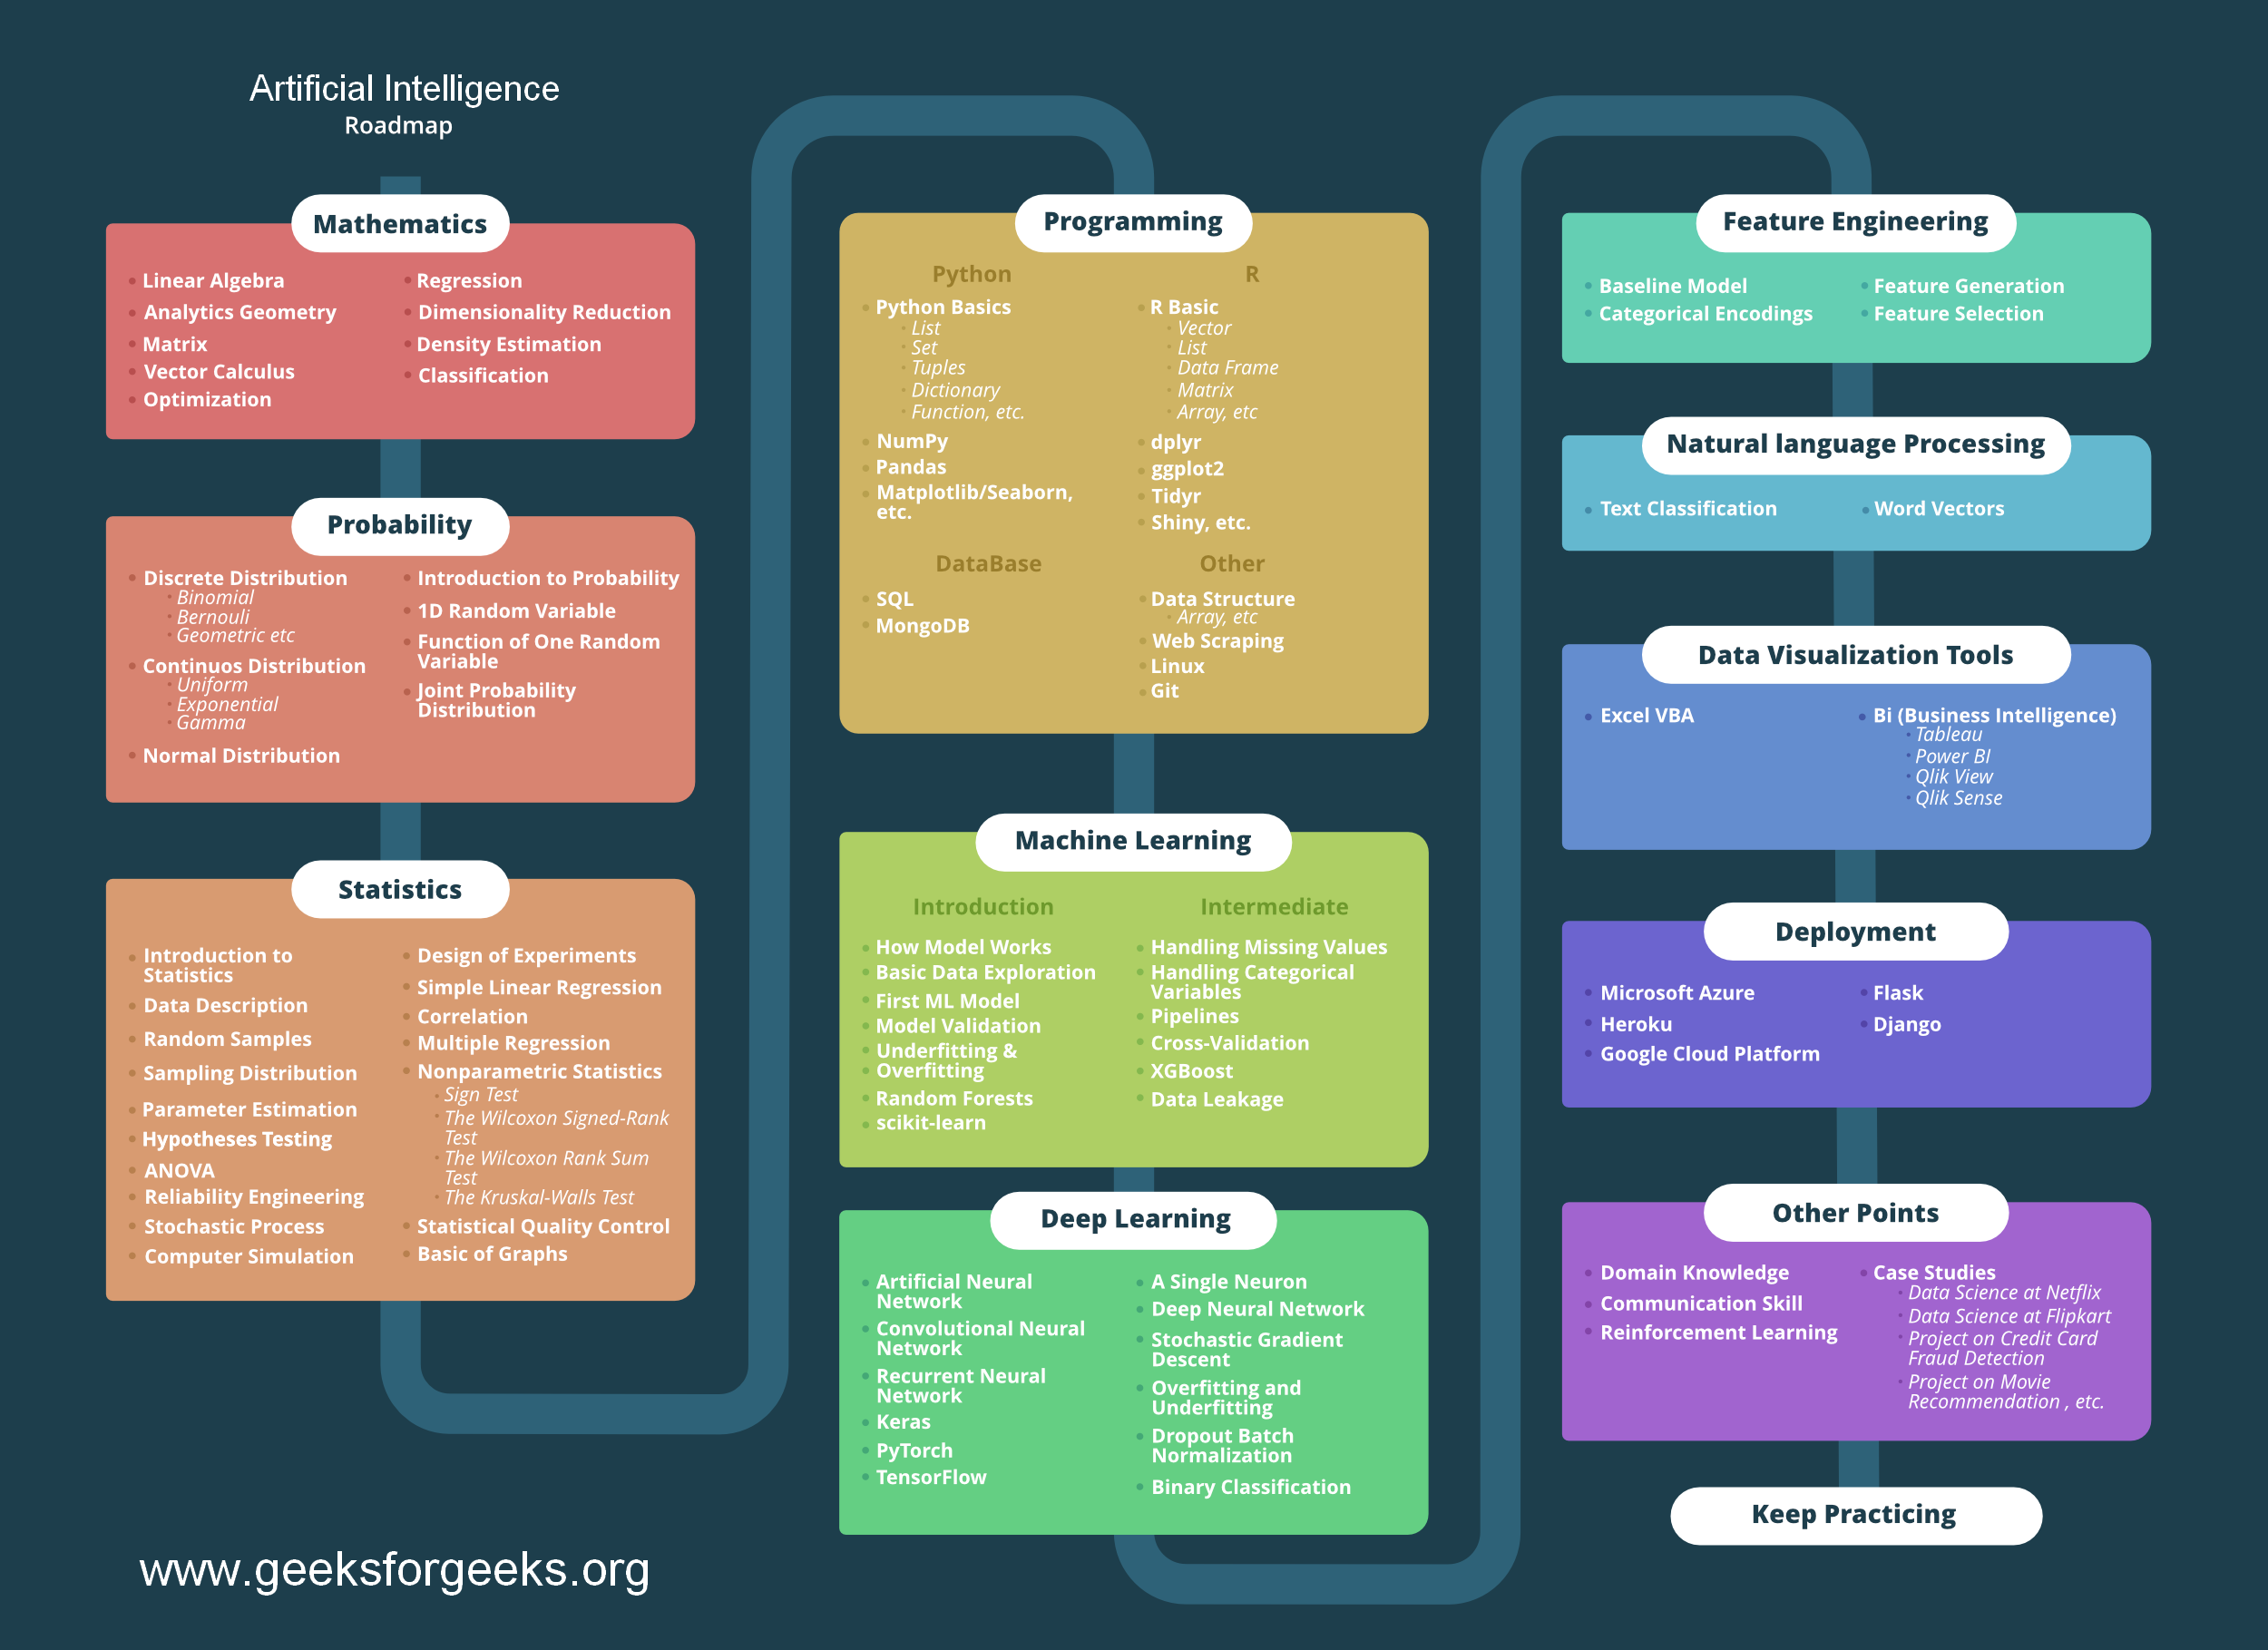 Artificial Intelligence
Roadmap
Mathematics
Linear Algebra
Analytics Geometry
Matrix
Vector Calculus
Optimization
Regression
Dimensionality Reduction
Density Estimation
Classification
Probability
Discrete Distribution
Binomial
Bernouli
Geometric etc
Continuos Distribution
Uniform
Exponential
Gamma
Normal Distribution
Introduction to Probability
1D Random Variable
Function of One Random
Variable
Joint Probability
Distribution
Statistics
Introduction to
Statistics
Data Description
Random Samples
Sampling Distribution
Parameter Estimation
Hypotheses Testing
ANOVA
Reliability Engineering
Stochastic Process
Computer Simulation
Design of Experiments
Simple Linear Regression
Correlation
Multiple Regression
Nonparametric Statistics
Sign Test
The Wilcoxon Signed-Rank
Test
The Wilcoxon Rank Sum
Test
The Kruskal-Walls Test
Statistical Quality Control
Basic of Graphs
www.geeksforgeeks.org
Programming
Python
Python Basics
List
Set
Tuples
Dictionary
Function, etc.
NumPy
Pandas
Matplotlib/Seaborn,
etc.
R
R Basic
Vector
List
Data Frame
Matrix
Array, etc
dplyr
ggplot2
Tidyr
Shiny, etc.
DataBase
SQL
MongoDB
Other
Data Structure
Array, etc
Web Scraping
Linux
Git
Machine Learning
Introduction
How Model Works
Basic Data Exploration
First ML Model
Model Validation
Underfitting &
Overfitting
Random Forests
scikit-learn
Intermediate
Handling Missing Values
Handling Categorical
Variables
Pipelines
Cross-Validation
XGBoost
Data Leakage
Deep Learning
Artificial Neural
Network
Convolutional Neural
Network
Recurrent Neural
Network
Keras
PyTorch
TensorFlow
A Single Neuron
Deep Neural Network
Stochastic Gradient
Descent
Overfitting and
Underfitting
Dropout Batch
Normalization
Binary Classification
Feature Engineering
Baseline Model
Categorical Encodings
Feature Generation
Feature Selection
Natural language Processing
Text Classification
Word Vectors
Data Visualization Tools
Excel VBA
Bi (Business Intelligence)
Tableau
Power BI
Qlik View
Qlik Sense
Deployment
Microsoft Azure
Heroku
Google Cloud Platform
Flask
Django
Other Points
Domain Knowledge
Communication Skill
Reinforcement Learning
Case Studies
Data Science at Netflix
Data Science at Flipkart
Project on Credit Card
Fraud Detection
Project on Movie
Recommendation , etc.
Keep Practicing